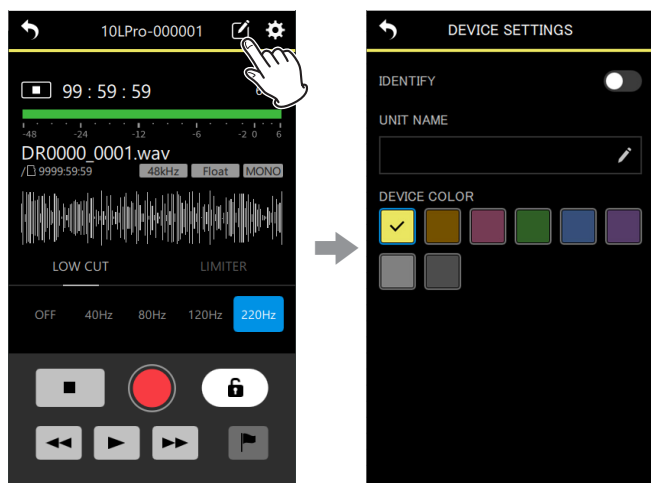 10LPro-000001
99 : 59 : 59
-48 -24 -12 -6 -2 0 6
DR0000_0001.wav
/ 9999:59:59 48kHz Float MONO
LOW CUT LIMITER
OFF 40Hz 80Hz 120Hz 220Hz
DEVICE SETTINGS
IDENTIFY
UNIT NAME
DEVICE COLOR